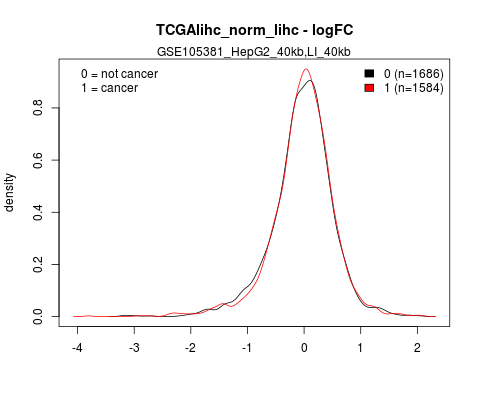 TCGAlihc_norm_lihc - logFC
GSE105381_HepG2_40kb,LI_40kb
0 = not cancer
1 = cancer
0 (n=1686)
1 (n=1584)
density
0.0
0.2
0.4
0.6
0.8
-4
-3
-2
-1
0
1
2